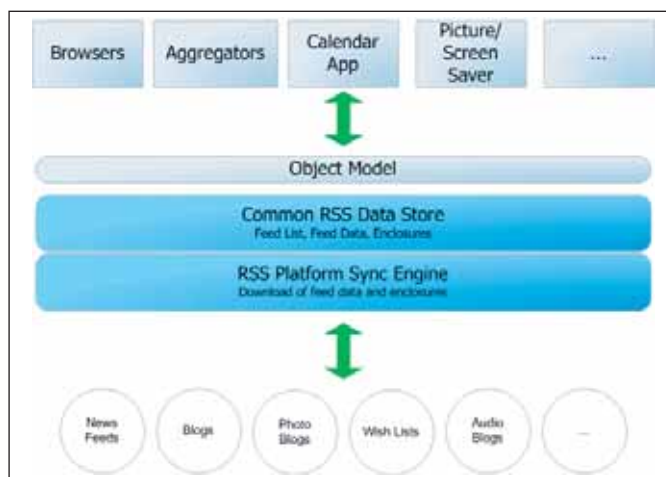 Browsers
Aggregators
Calendar
App
Picture/
Screen
Saver
...
Object Model
Common RSS Data Store
Feed List, Feed Data, Enclosures
RSS Platform Sync Engine
Download of feed data and enclosures
News
Feeds
Blogs
Photo
Blogs
Wish Lists
Audio
Blogs
...